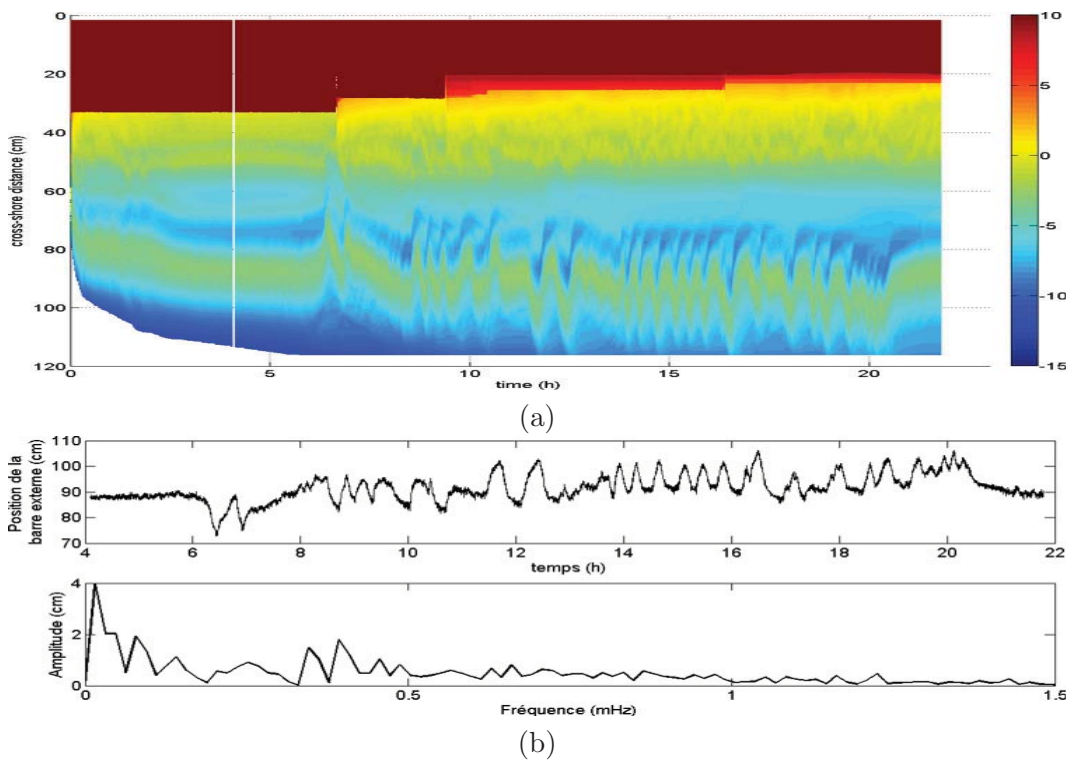 0
20
40
60
80
100
120
cross-shore distance (cm)
0 5 10 15 20
time (h)
10
5
0
-5
-10
-15
(a)
110
100
90
80
70
Position de la
barre externe (cm)
4 6 8 10 12 14 16 18 20 22
temps (h)
4
2
0
Amplitude (cm)
0 0.5 1 1.5
Fréquence (mHz)
(b)